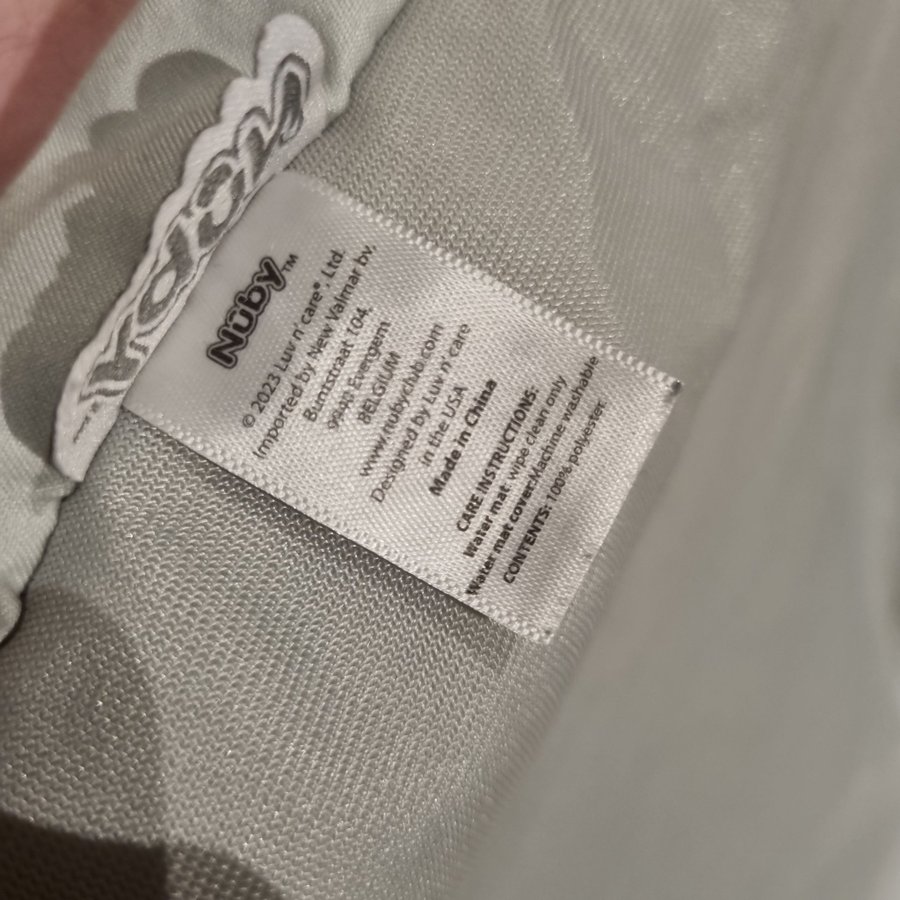 Nûby™
© 2023 Luv n' care®, Ltd.
Imported by New Valmar bv,
Buntstraat 104,
9940 Evergem
BELGIUM
www.nubyclub.com
Designed by Luv n' care
in the USA
Made in China
CARE INSTRUCTIONS:
Water mat: wipe clean only
Water mat cover:Machine washable
CONTENTS: 100% polyester